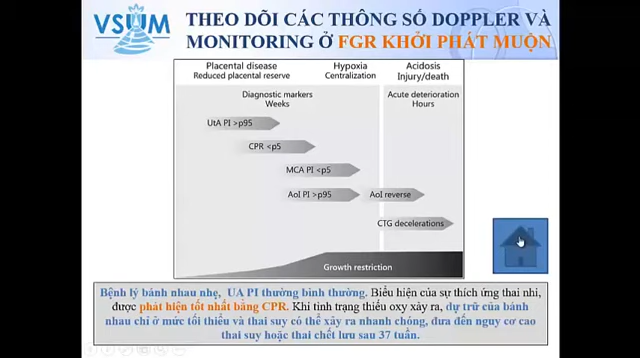 VSUM
THEO DÕI CÁC THÔNG SỐ DOPPLER VÀ
MONITORING Ở FGR KHỞI PHÁT MUỘN
Placental disease
Reduced placental reserve
Hypoxia
Centralization
Acidosis
Injury/death
Diagnostic markers
Weeks
Acute deterioration
Hours
UtA PI >p95
CPR <p5
MCA PI <p5
AoI PI >p95
AoI reverse
CTG decelerations
Growth restriction
Bệnh lý bánh nhau nhẹ, UA PI thường bình thường. Biểu hiện của sự thích ứng thai nhi,
được phát hiện tốt nhất bằng CPR. Khi tình trạng thiếu oxy xảy ra, dự trữ của bánh
nhau chỉ ở mức tối thiểu và thai suy có thể xảy ra nhanh chóng, đưa đến nguy cơ cao
thai suy hoặc thai chết lưu sau 37 tuần.